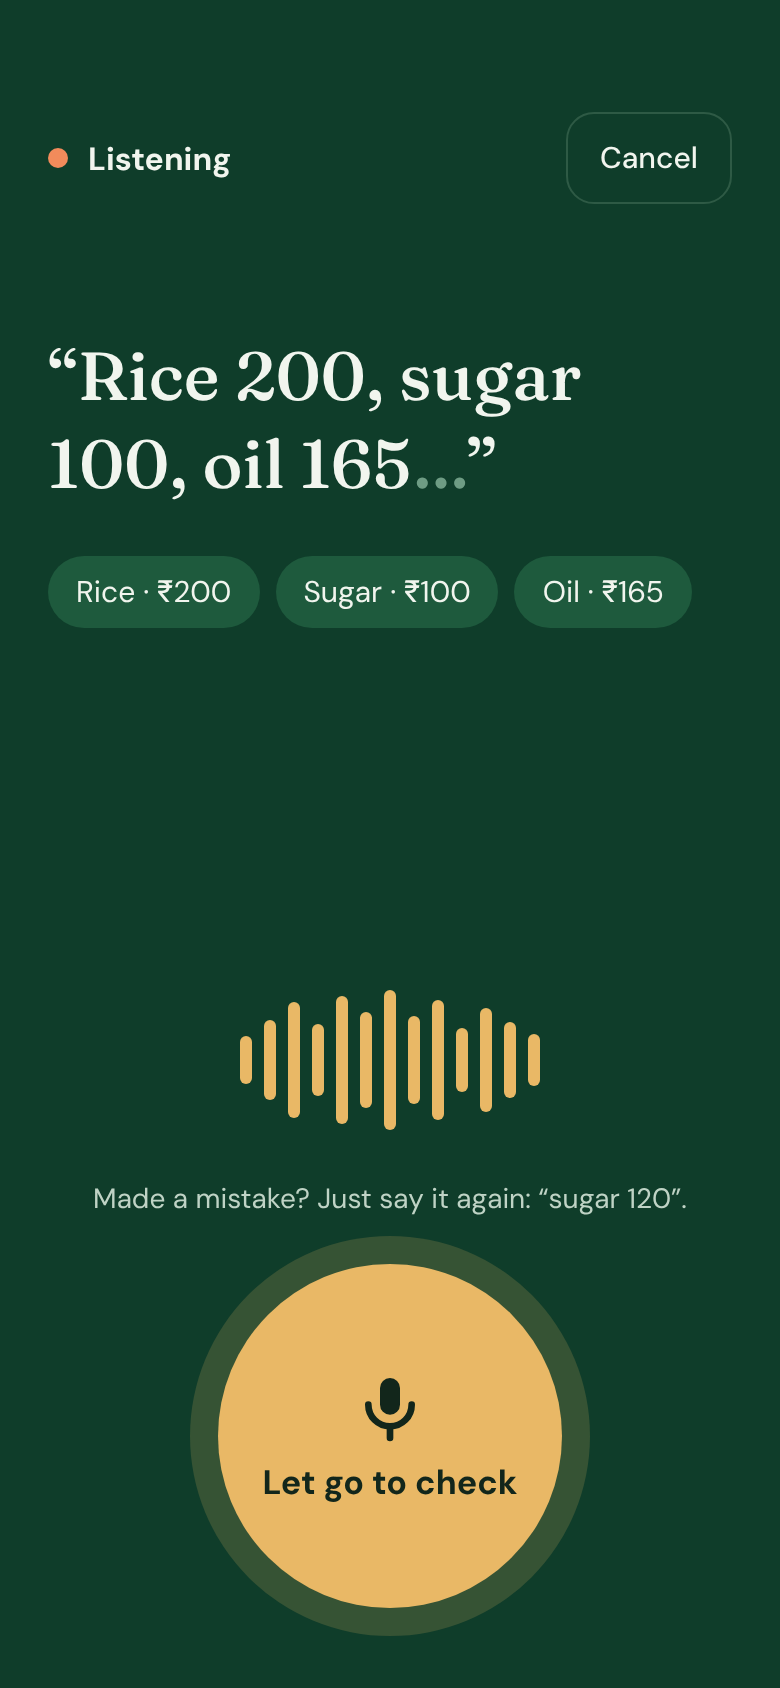 Listening
Cancel
“Rice 200, sugar
100, oil 165...”
Rice · ₹200
Sugar · ₹100
Oil · ₹165
Made a mistake? Just say it again: “sugar 120”.
Let go to check